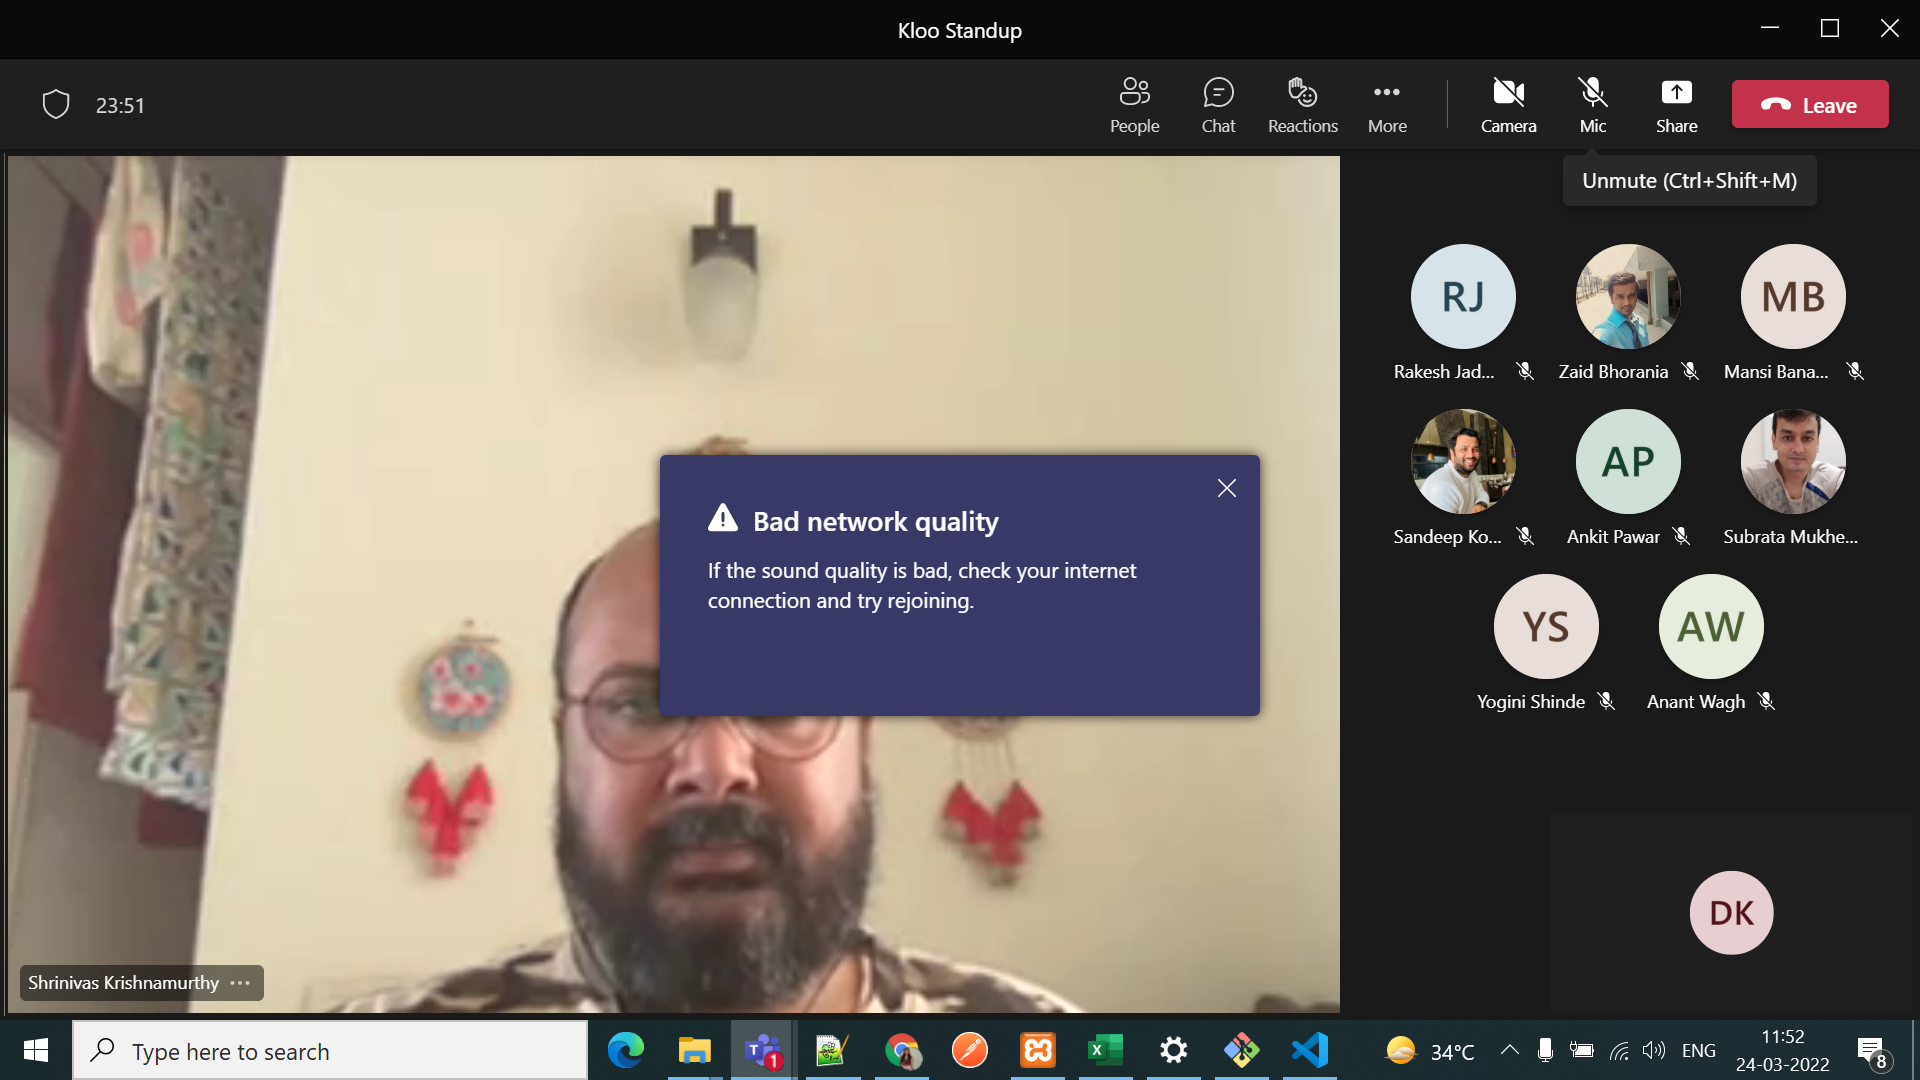 Kloo Standup
23:51
People
Chat
Reactions
More
Camera
Mic
Share
Leave
Unmute (Ctrl+Shift+M)
RJ
MB
Rakesh Jad...
Zaid Bhorania
Mansi Bana...
AP
Sandeep Ko...
Ankit Pawar
Subrata Mukhe...
YS
AW
Yogini Shinde
Anant Wagh
Bad network quality
If the sound quality is bad, check your internet
connection and try rejoining.
DK
Shrinivas Krishnamurthy ...
Type here to search
T
1
X
34°C
ENG
11:52
24-03-2022
8